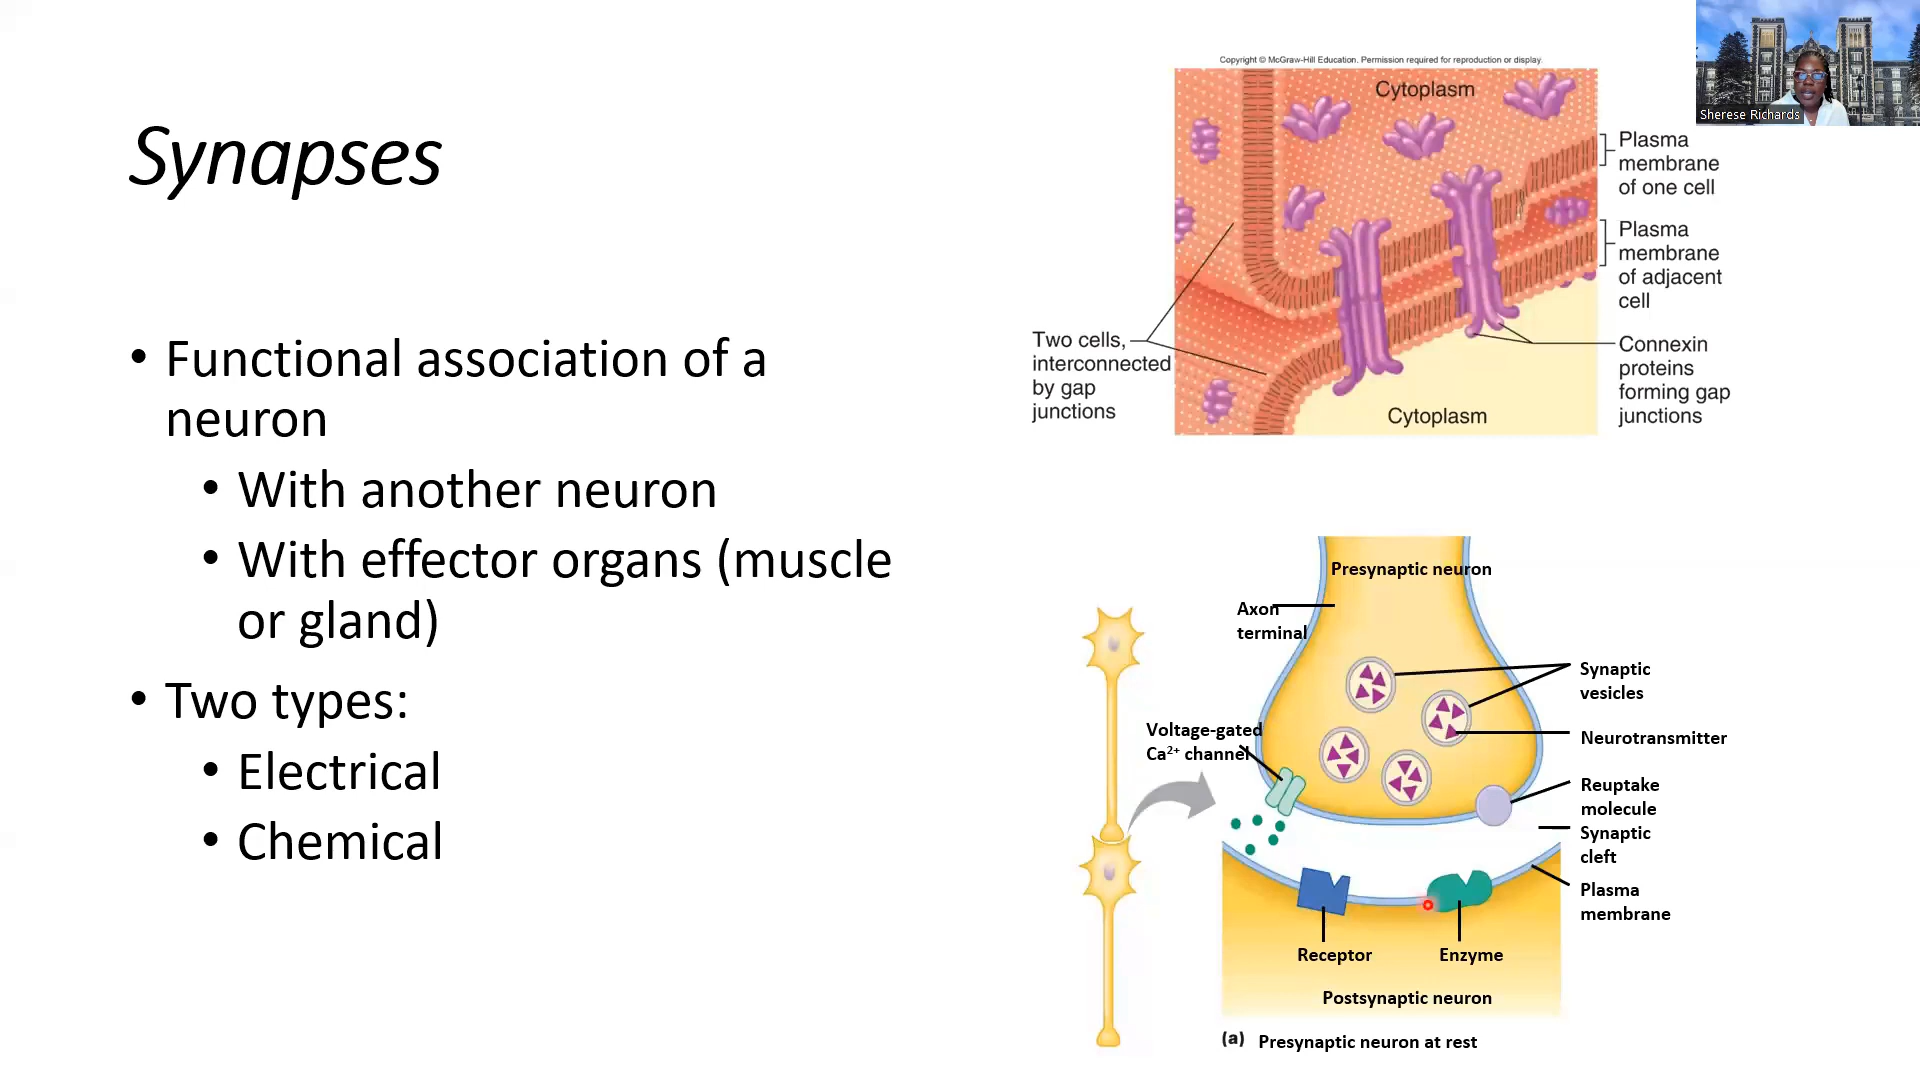 Synapses
• Functional association of a
neuron
• With another neuron
• With effector organs (muscle
or gland)
• Two types:
• Electrical
• Chemical
Copyright © McGraw-Hill Education. Permission required for reproduction or display.
Cytoplasm
Plasma
membrane
of one cell
Plasma
membrane
of adjacent
cell
Two cells,
interconnected
by gap
junctions
Connexin
proteins
forming gap
junctions
Cytoplasm
Sherese Richards
Presynaptic neuron
Axon
terminal
Synaptic
vesicles
Voltage-gated
Ca²⁺ channel
Neurotransmitter
Reuptake
molecule
Synaptic
cleft
Plasma
membrane
Receptor
Enzyme
Postsynaptic neuron
(a) Presynaptic neuron at rest